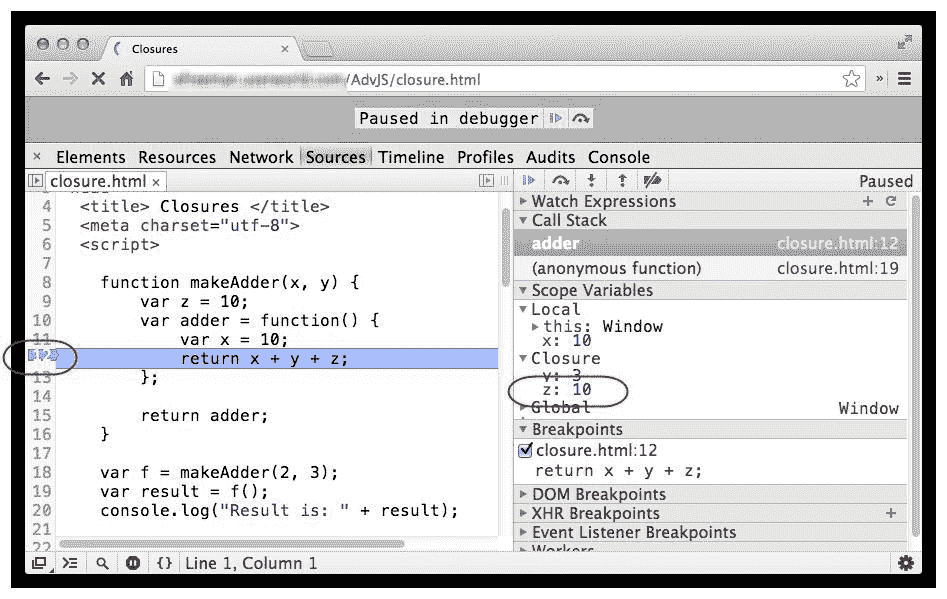 Closures ×
/AdvJS/closure.html »
Paused in debugger
× Elements Resources Network Sources Timeline Profiles Audits Console
closure.html ×
4 <title> Closures </title>
5 <meta charset="utf-8">
6 <script>
7
8 function makeAdder(x, y) {
9 var z = 10;
10 var adder = function() {
11 var x = 10;
return x + y + z;
13 };
14
15 return adder;
16 }
17
18 var f = makeAdder(2, 3);
19 var result = f();
20 console.log("Result is: " + result);
21
22
Paused
Watch Expressions +
Call Stack
adder closure.html:12
(anonymous function) closure.html:19
Scope Variables
Local
this: Window
x: 10
Closure
y: 3
z: 10
Global Window
Breakpoints
closure.html:12
return x + y + z;
DOM Breakpoints
XHR Breakpoints +
Event Listener Breakpoints
Workers
{} Line 1, Column 1